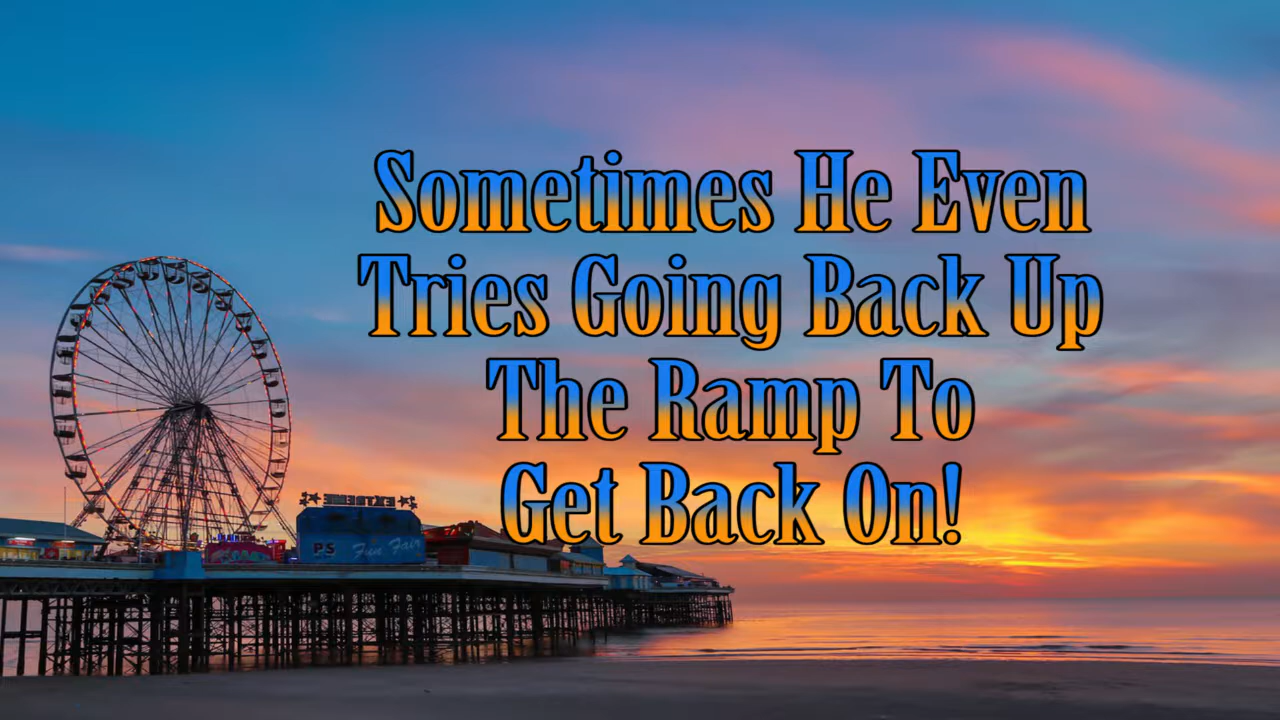 Sometimes He Even
Tries Going Back Up
The Ramp To
Get Back On!
EXTREME
PS Fun Fair